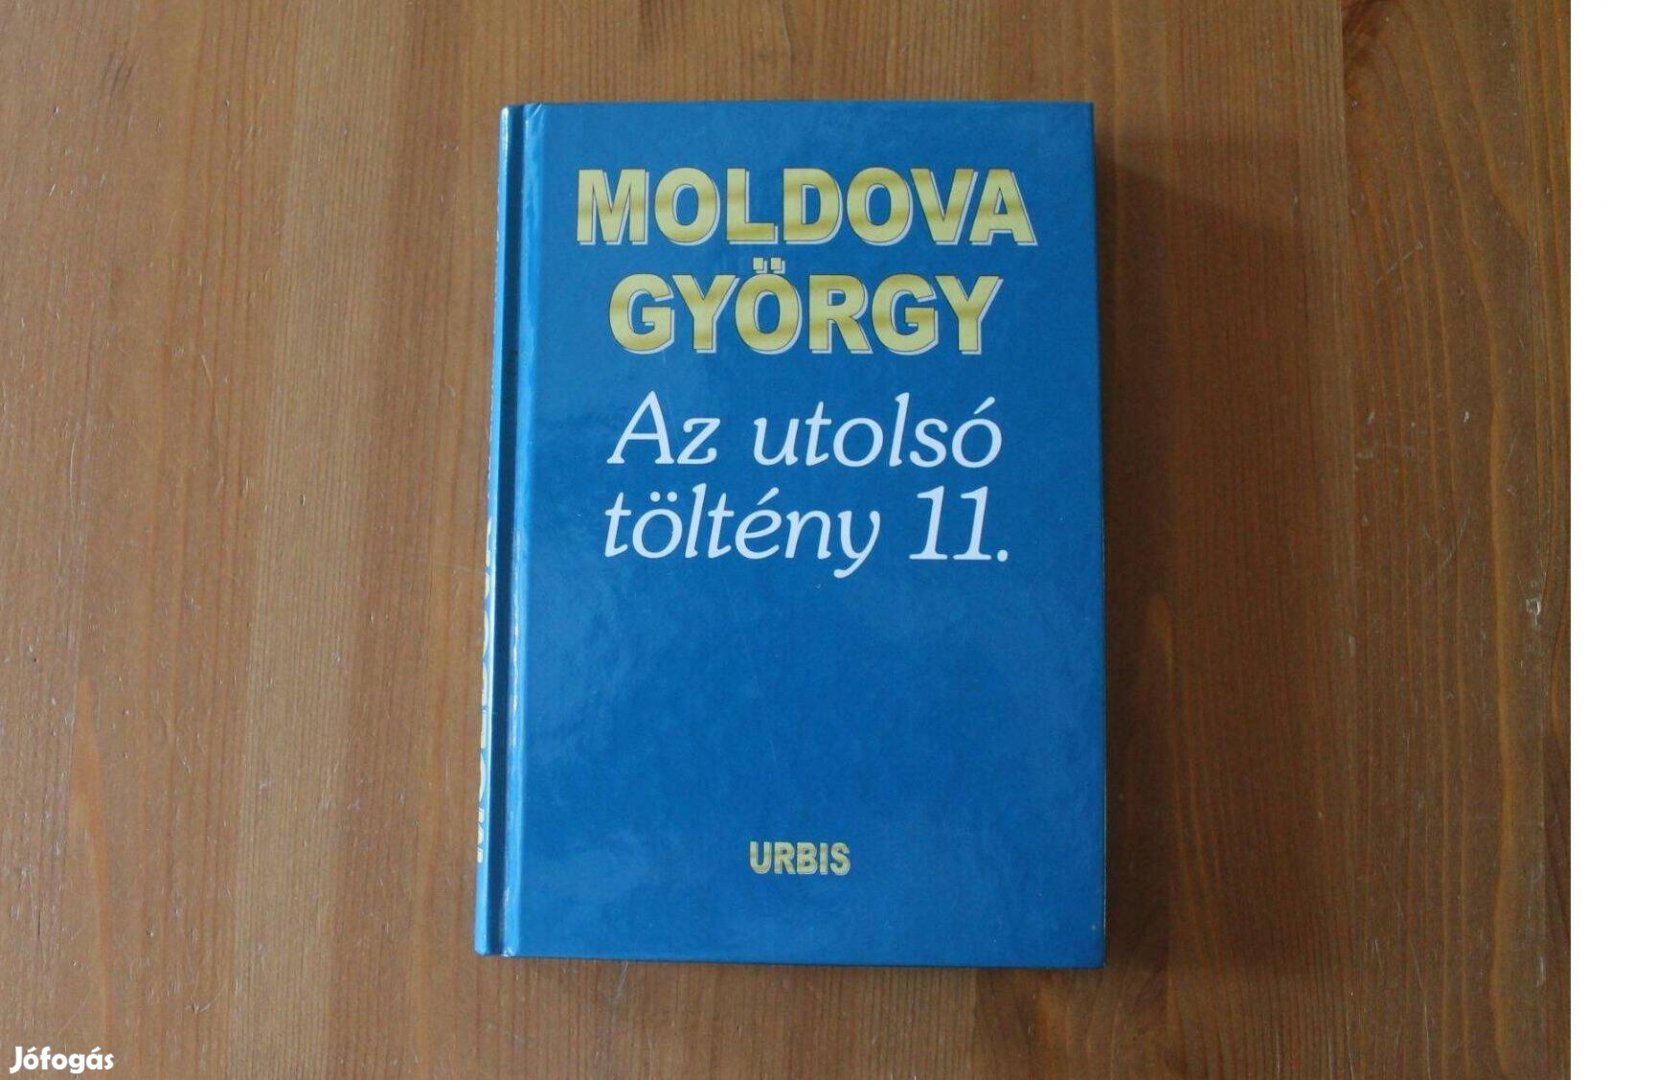 MOLDOVA
GYÖRGY
Az utolsó
töltény 11.
URBIS
Jófogás